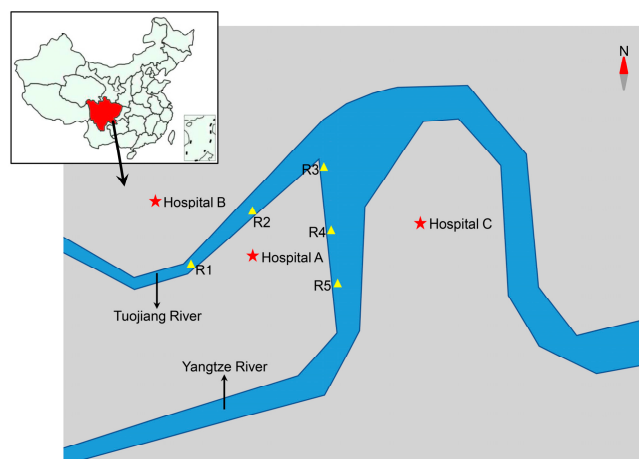 N
R3
Hospital B
R2
R4
Hospital C
Hospital A
R1
R5
Tuojiang River
Yangtze River